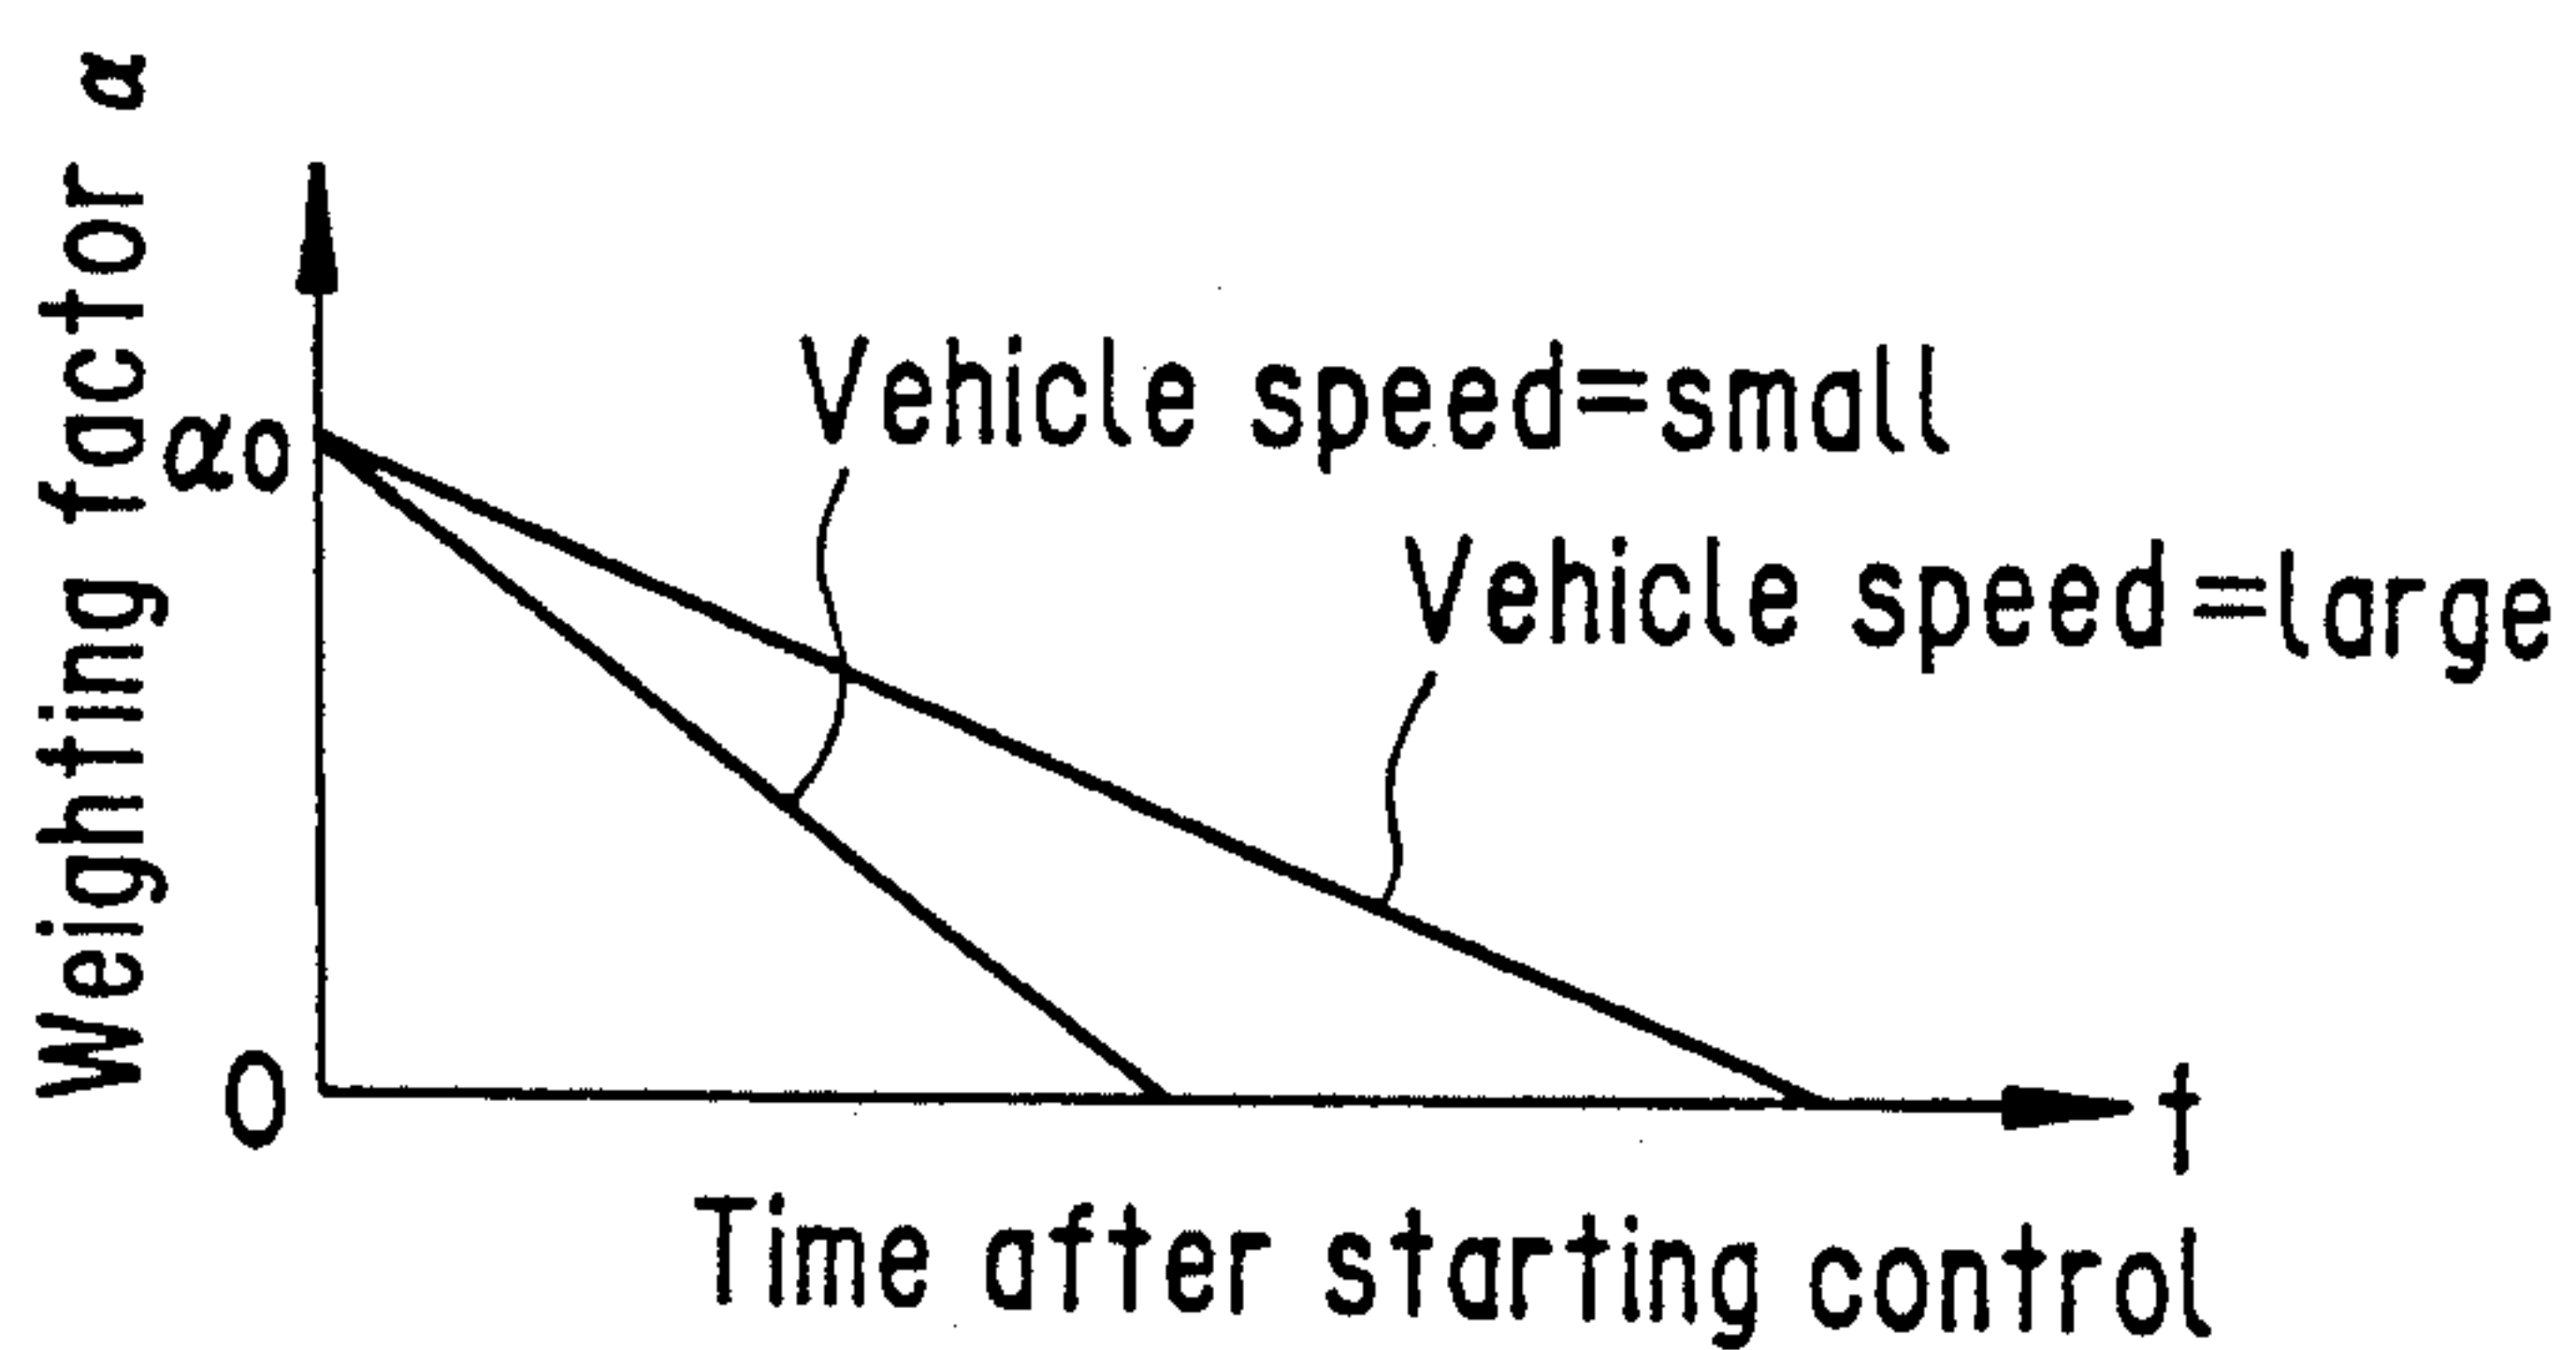 Weighting factor α
α0
Vehicle speed=small
Vehicle speed=large
0
t
Time after starting control